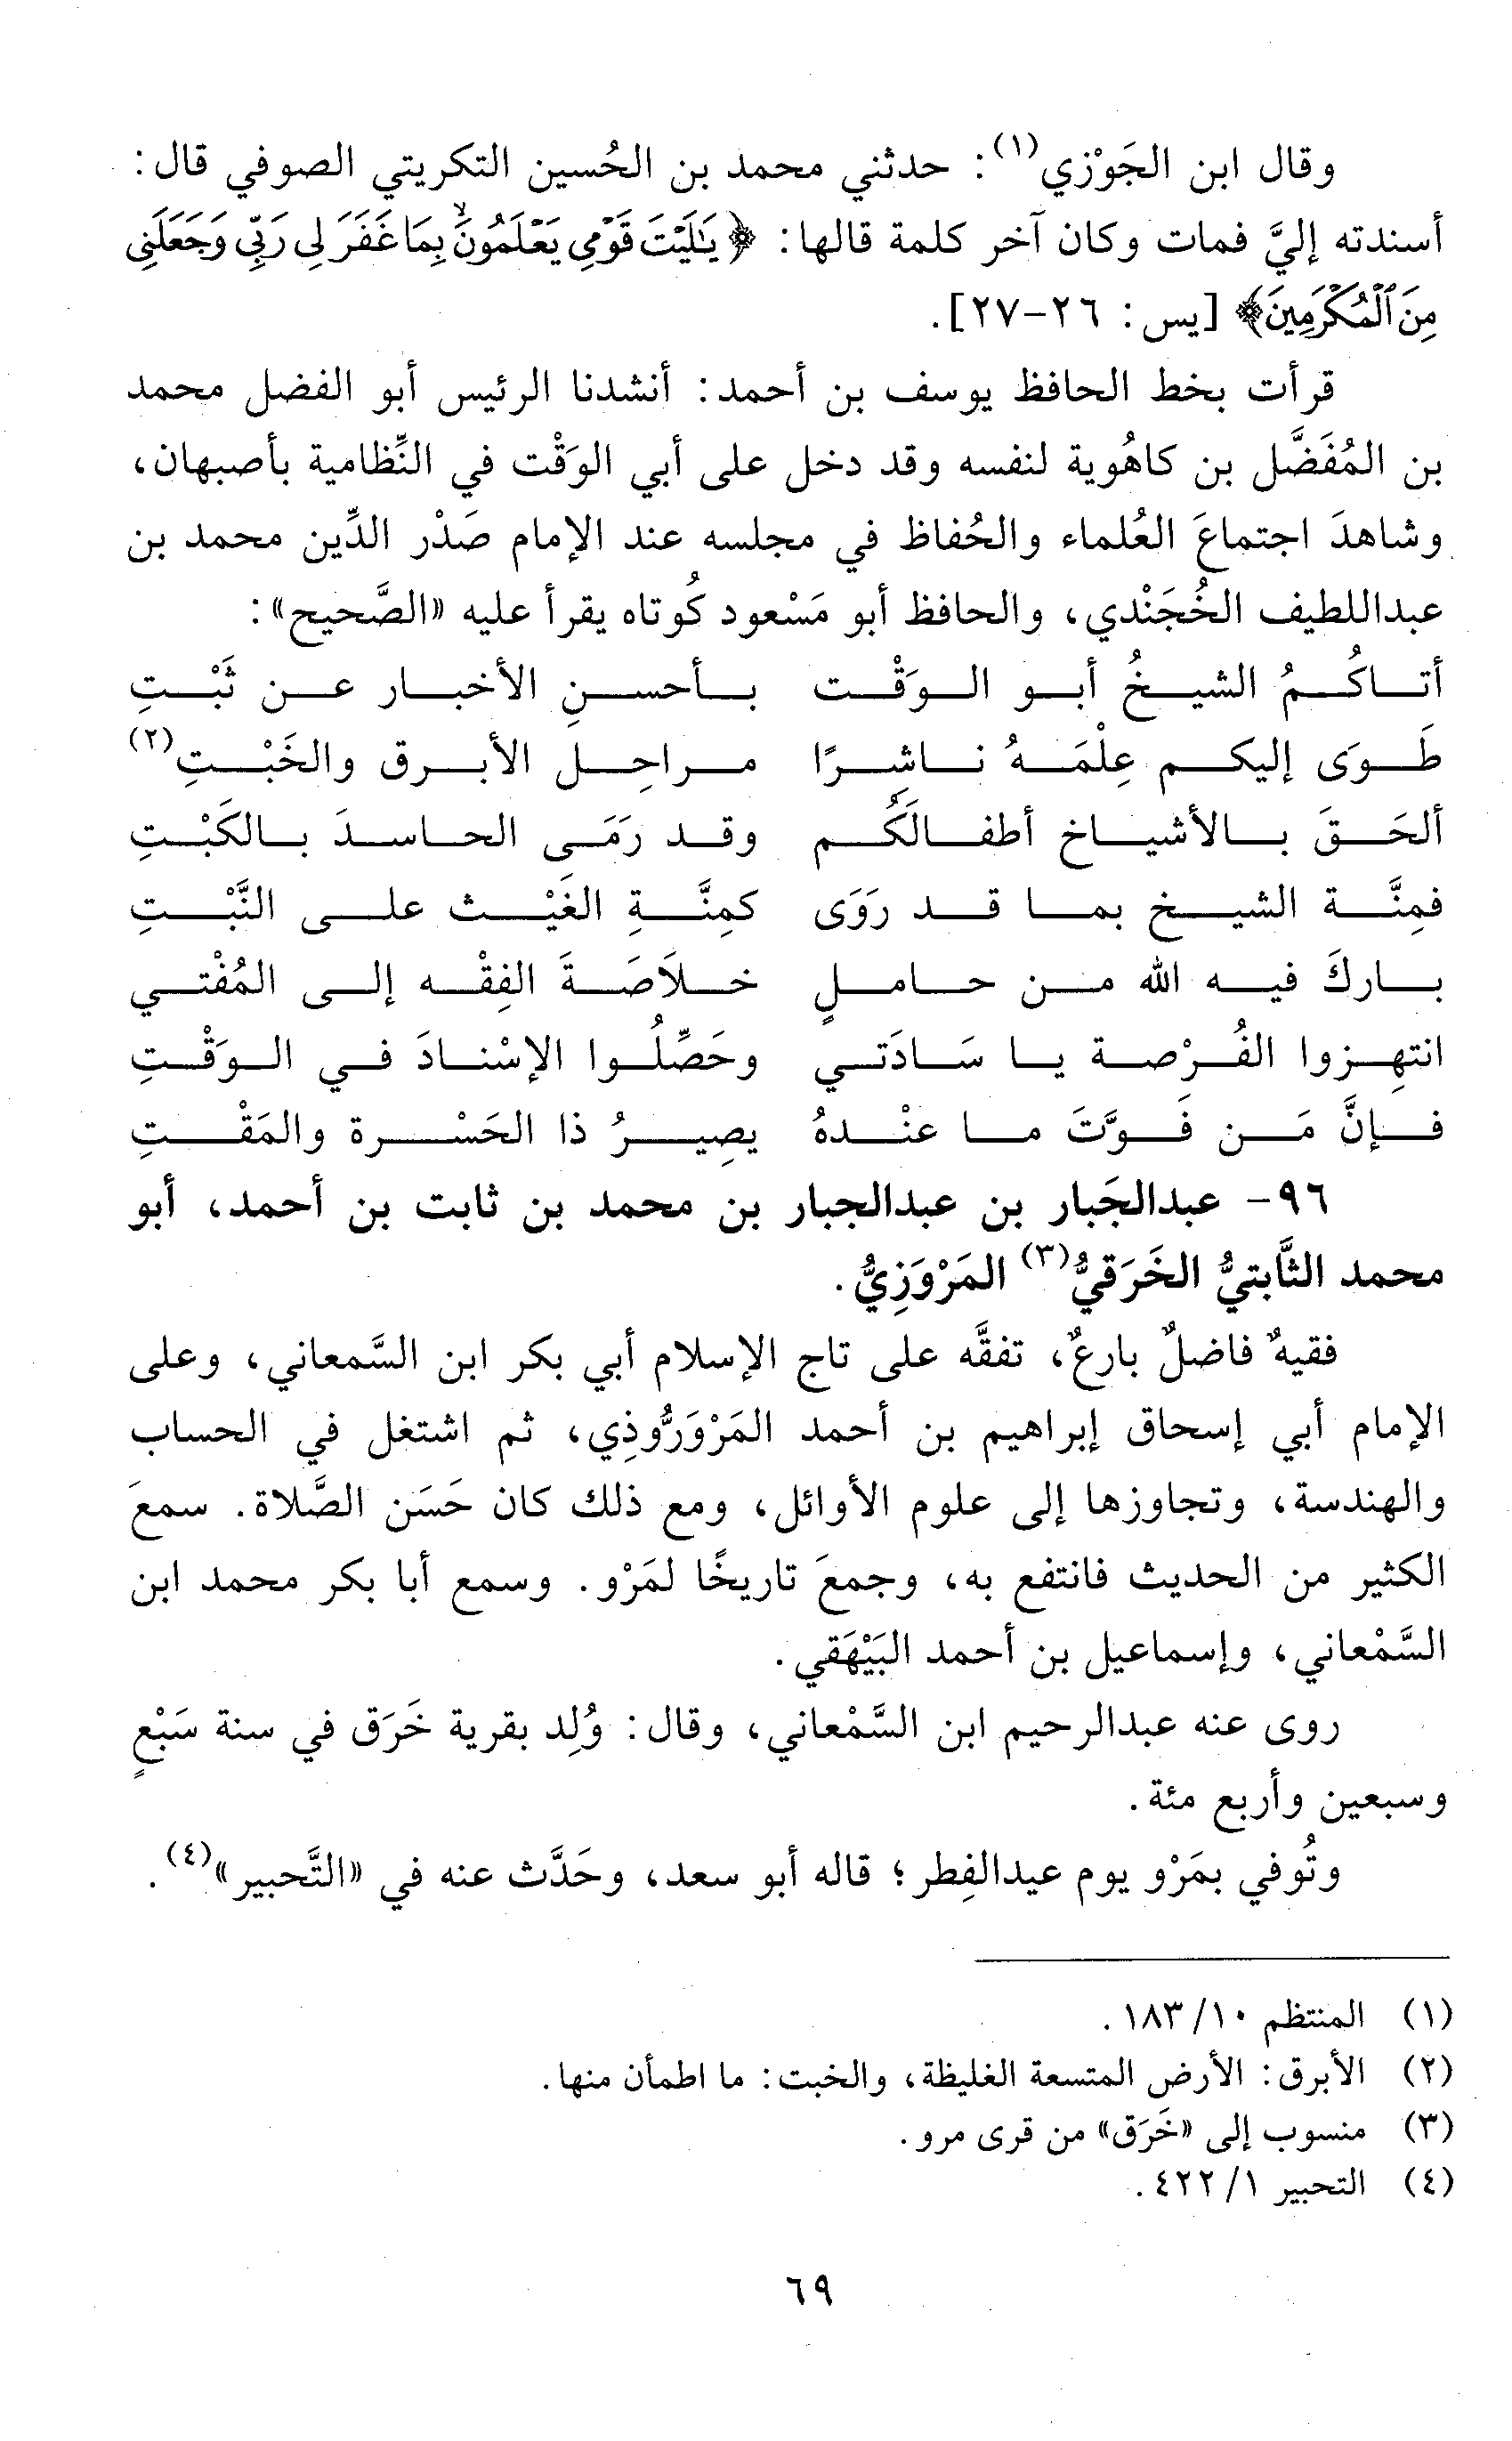 وقال ابن الجَوْزي(١): حدثني محمد بن الحُسين التكريتي الصوفي قال:
أسندته إليَّ فمات وكان آخر كلمة قالها: ﴿يَٰلَيْتَ قَوْمِي يَعْلَمُونَۙ بِمَا غَفَرَ لِي رَبِّي وَجَعَلَنِي
مِنَ ٱلْمُكْرَمِينَ﴾ [يس: ٢٦-٢٧].
قرأت بخط الحافظ يوسف بن أحمد: أنشدنا الرئيس أبو الفضل محمد
بن المُفَضَّل بن كاهُوية لنفسه وقد دخل على أبي الوَقْت في النِّظامية بأصبهان،
وشاهدَ اجتماعَ العُلماء والحُفاظ في مجلسه عند الإمام صَدْر الدِّين محمد بن
عبداللطيف الخُجَنْدي، والحافظ أبو مَسْعود كُوتاه يقرأ عليه «الصَّحيح»:
أتاكُمُ الشيخُ أبو الوَقْت بأحسنِ الأخبار عن ثَبْتِ
طَوَى إليكم عِلْمَهُ ناشِرًا مراحِل الأبرق والخَبْتِ(٢)
ألحَقَ بالأشياخ أطفالَكُم وقد رَمَى الحاسدَ بالكَبْتِ
فمِنَّة الشيخ بما قد رَوَى كمِنَّةِ الغَيْث على النَّبْتِ
باركَ فيه الله من حاملٍ خلاَصَةَ الفِقْه إلى المُفْتي
انتهِزوا الفُرْصة يا سَادَتي وحَصِّلُوا الإسْنادَ في الوَقْتِ
فإنَّ مَن فَوَّتَ ما عنْدهُ يصِيرُ ذا الحَسْرة والمَقْتِ
٩٦- عبدالجَبار بن عبدالجبار بن محمد بن ثابت بن أحمد، أبو
محمد الثَّابتيُّ الخَرَقيُّ(٣) المَرْوَزِيُّ.
فقيهٌ فاضلٌ بارعٌ، تفقَّه على تاج الإسلام أبي بكر ابن السَّمعاني، وعلى
الإمام أبي إسحاق إبراهيم بن أحمد المَرْوَرُّوذِي، ثم اشتغل في الحساب
والهندسة، وتجاوزها إلى علوم الأوائل، ومع ذلك كان حَسَن الصَّلاة. سمعَ
الكثير من الحديث فانتفع به، وجمعَ تاريخًا لمَرْو. وسمع أبا بكر محمد ابن
السَّمْعاني، وإسماعيل بن أحمد البَيْهَقي.
روى عنه عبدالرحيم ابن السَّمْعاني، وقال: وُلِد بقرية خَرَق في سنة سَبْعٍ
وسبعين وأربع مئة.
وتُوفي بمَرْو يوم عيدالفِطر؛ قاله أبو سعد، وحَدَّث عنه في «التَّحبير»(٤).
(١) المنتظم ١٠/ ١٨٣.
(٢) الأبرق: الأرض المتسعة الغليظة، والخبت: ما اطمأن منها.
(٣) منسوب إلى «خَرَق» من قرى مرو.
(٤) التحبير ١/ ٤٢٢.
٦٩